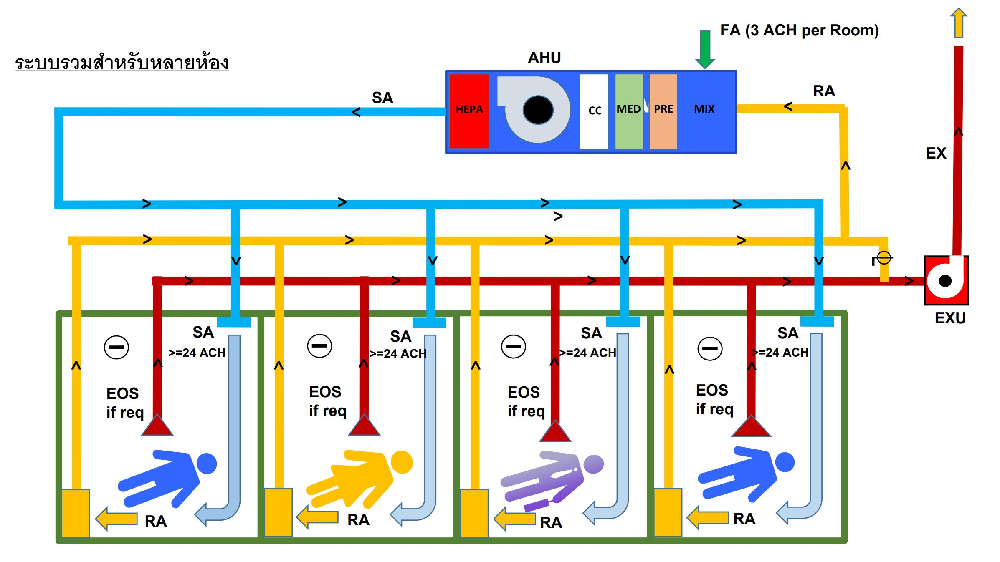 FA (3 ACH per Room)
AHU
ระบบรวมสำหรับหลายห้อง
SA
RA
HEPA
CC
MED
PRE
MIX
EX
EXU
SA
>=24 ACH
SA
>=24 ACH
SA
>=24 ACH
SA
>=24 ACH
EOS
if req
EOS
if req
EOS
if req
EOS
if req
RA
RA
RA
RA